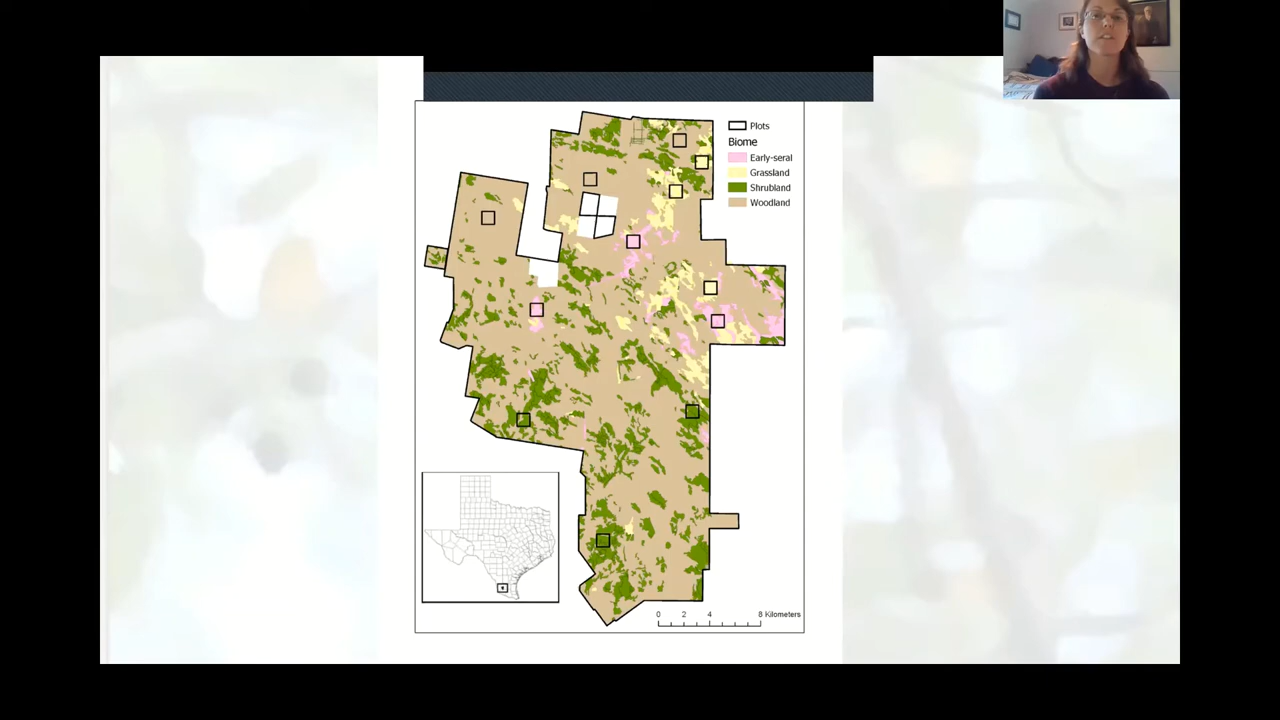 Plots
Biome
Early-seral
Grassland
Shrubland
Woodland
0 2 4 8 Kilometers